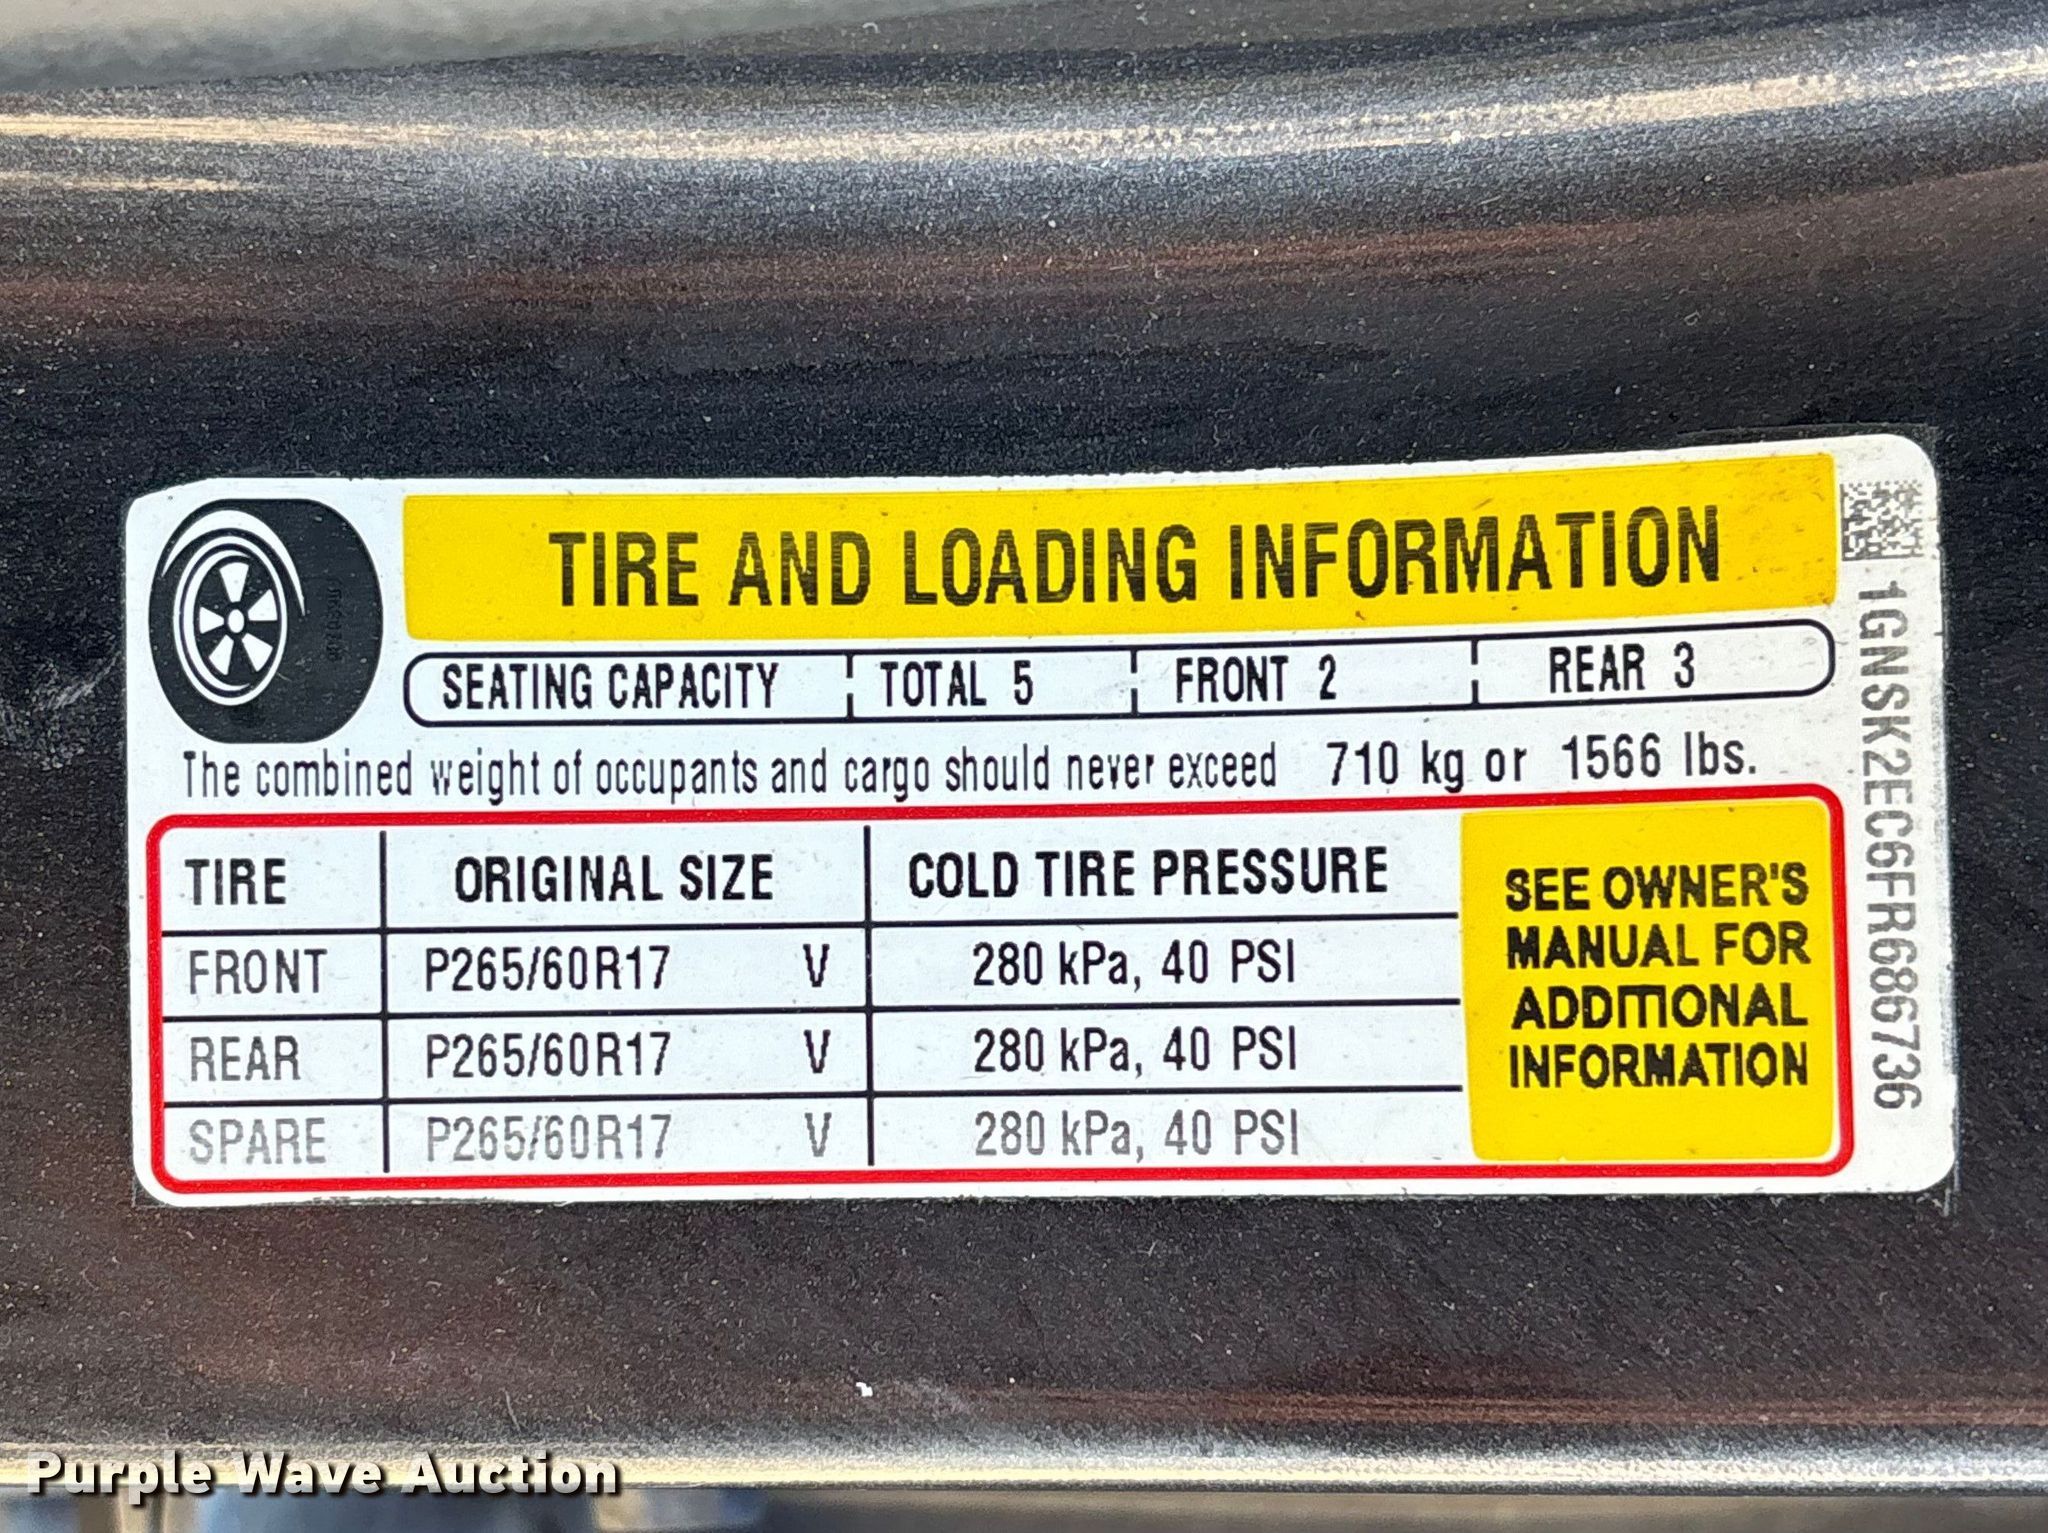 TIRE AND LOADING INFORMATION
SEATING CAPACITY TOTAL 5 FRONT 2 REAR 3
The combined weight of occupants and cargo should never exceed 710 kg or 1566 lbs.
TIRE ORIGINAL SIZE COLD TIRE PRESSURE
FRONT P265/60R17 V 280 kPa, 40 PSI
REAR P265/60R17 V 280 kPa, 40 PSI
SPARE P265/60R17 V 280 kPa, 40 PSI
SEE OWNER'S
MANUAL FOR
ADDITIONAL
INFORMATION
1GNSK2EC6FR686736
Purple Wave Auction